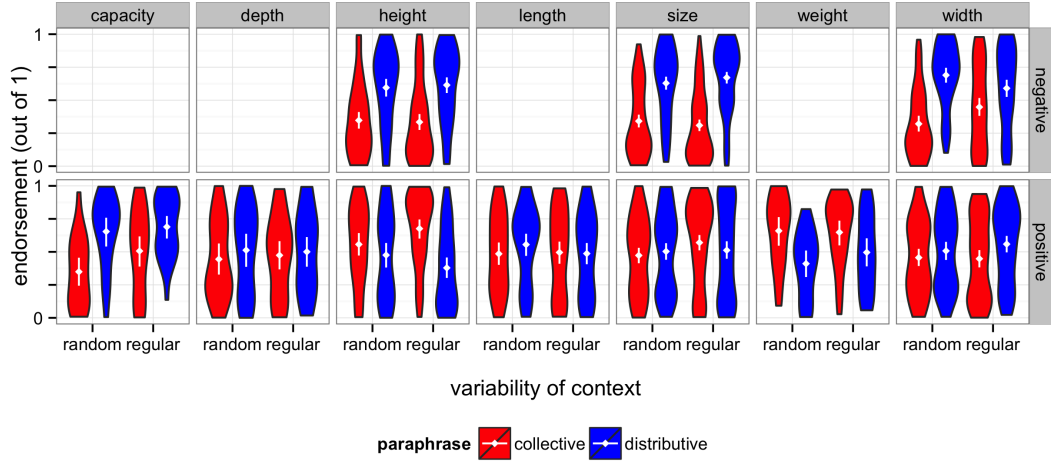 capacity depth height length size weight width
1
0
negative
1
0
positive
endorsement (out of 1)
random regular random regular random regular random regular random regular random regular random regular
variability of context
paraphrase collective distributive